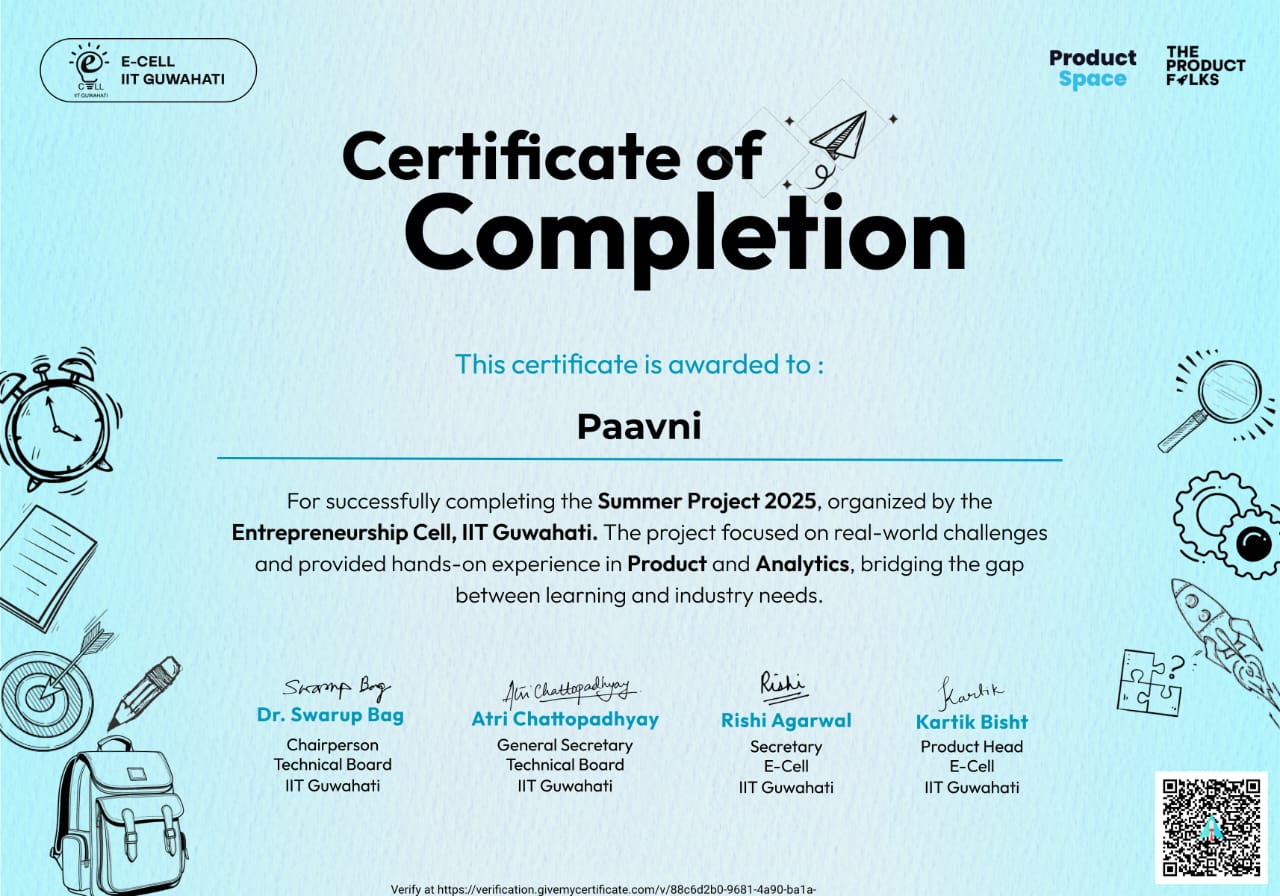 E-CELL
IIT GUWAHATI
e
CELL
IIT GUWAHATI
Product
Space
THE
PRODUCT
FOLKS
Certificate of
Completion
This certificate is awarded to :
Paavni
For successfully completing the Summer Project 2025, organized by the
Entrepreneurship Cell, IIT Guwahati. The project focused on real-world challenges
and provided hands-on experience in Product and Analytics, bridging the gap
between learning and industry needs.
Swarup Bag
Atri Chattopadhyay
Rishi
Kartik
Dr. Swarup Bag
Chairperson
Technical Board
IIT Guwahati
Atri Chattopadhyay
General Secretary
Technical Board
IIT Guwahati
Rishi Agarwal
Secretary
E-Cell
IIT Guwahati
Kartik Bisht
Product Head
E-Cell
IIT Guwahati
?
Verify at https://verification.givemycertificate.com/v/88c6d2b0-9681-4a90-ba1a-